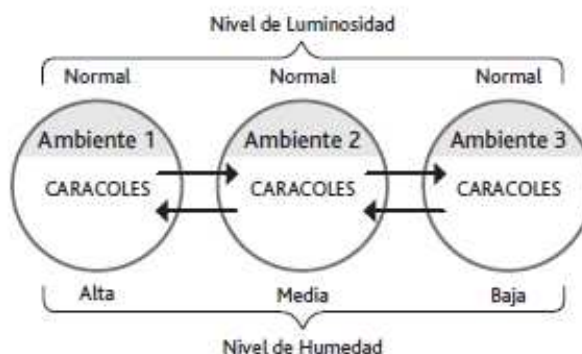 Nivel de Luminosidad
Normal Normal Normal
Ambiente 1 Ambiente 2 Ambiente 3
CARACOLES CARACOLES CARACOLES
Alta Media Baja
Nivel de Humedad